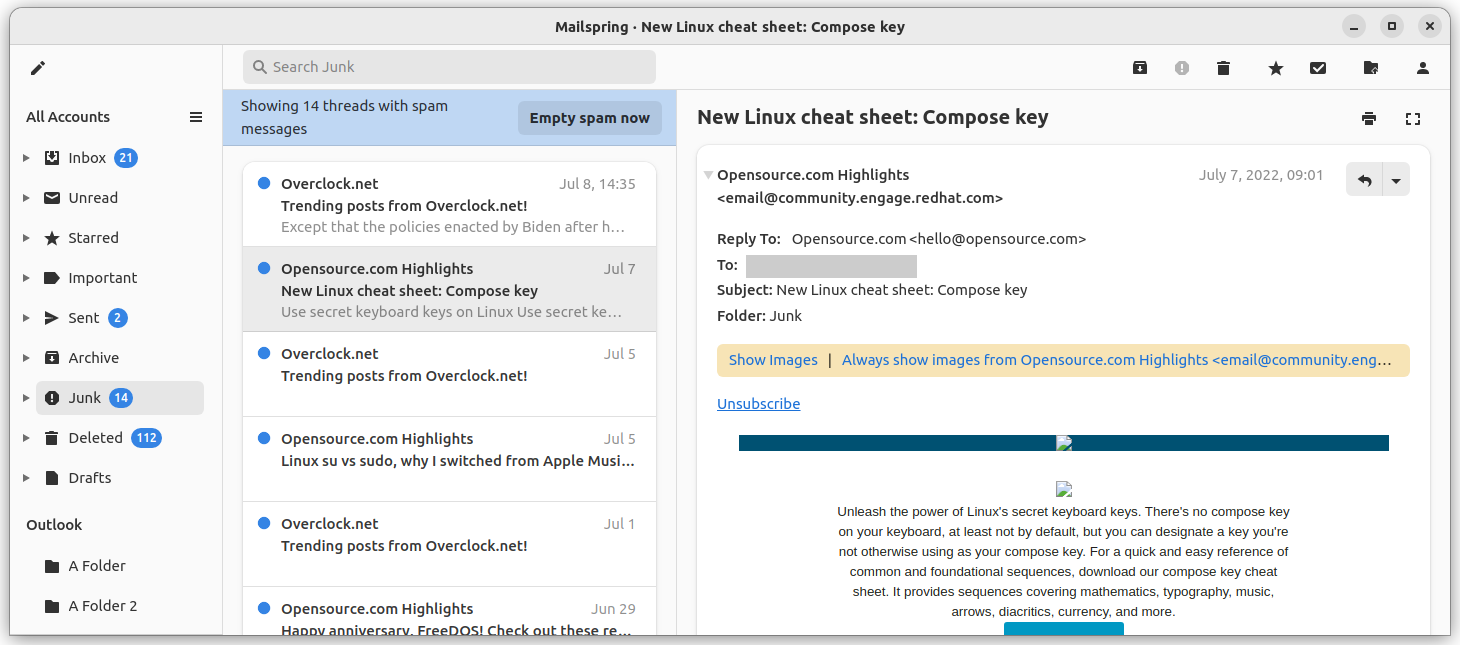 Mailspring · New Linux cheat sheet: Compose key
Search Junk
All Accounts
Inbox 21
Unread
Starred
Important
Sent 2
Archive
Junk 14
Deleted 112
Drafts
Outlook
A Folder
A Folder 2
Showing 14 threads with spam
messages
Empty spam now
Overclock.net Jul 8, 14:35
Trending posts from Overclock.net!
Except that the policies enacted by Biden after h…
Opensource.com Highlights Jul 7
New Linux cheat sheet: Compose key
Use secret keyboard keys on Linux Use secret ke…
Overclock.net Jul 5
Trending posts from Overclock.net!
Opensource.com Highlights Jul 5
Linux su vs sudo, why I switched from Apple Musi…
Overclock.net Jul 1
Trending posts from Overclock.net!
Opensource.com Highlights Jun 29
Happy anniversary, FreeDOS! Check out these re…
New Linux cheat sheet: Compose key
Opensource.com Highlights July 7, 2022, 09:01
<email@community.engage.redhat.com>
Reply To: Opensource.com <hello@opensource.com>
To:
Subject: New Linux cheat sheet: Compose key
Folder: Junk
Show Images | Always show images from Opensource.com Highlights <email@community.eng…
Unsubscribe
Unleash the power of Linux's secret keyboard keys. There's no compose key
on your keyboard, at least not by default, but you can designate a key you're
not otherwise using as your compose key. For a quick and easy reference of
common and foundational sequences, download our compose key cheat
sheet. It provides sequences covering mathematics, typography, music,
arrows, diacritics, currency, and more.